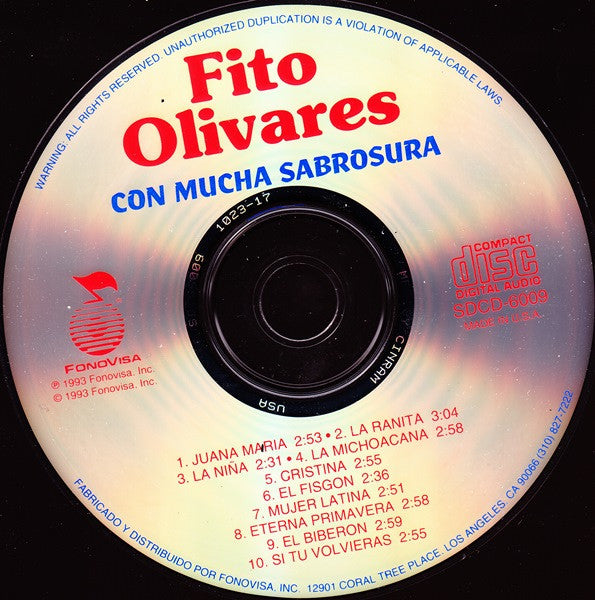 WARNING: ALL RIGHTS RESERVED. UNAUTHORIZED DUPLICATION IS A VIOLATION OF APPLICABLE LAWS.
Fito
Olivares
CON MUCHA SABROSURA
1023-17
S 009
CINRAM
USA
COMPACT
disc
DIGITAL AUDIO
SDCD-6009
MADE IN U.S.A.
FONOVISA
℗ 1993 Fonovisa. Inc.
© 1993 Fonovisa. Inc.
1. JUANA MARIA 2:53 • 2. LA RANITA 3:04
3. LA NIÑA 2:31 • 4. LA MICHOACANA 2:58
5. CRISTINA 2:55
6. EL FISGON 2:36
7. MUJER LATINA 2:51
8. ETERNA PRIMAVERA 2:58
9. EL BIBERON 2:59
10. SI TU VOLVIERAS 2:55
FABRICADO Y DISTRIBUIDO POR FONOVISA. INC. 12901 CORAL TREE PLACE. LOS ANGELES. CA 90066 (310) 827-7222